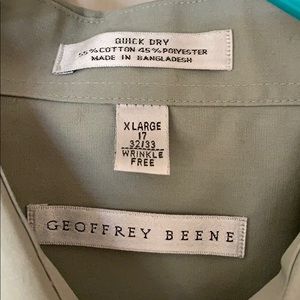 QUICK DRY
55% COTTON 45% POLYESTER
MADE IN BANGLADESH
X LARGE
17
32/33
WRINKLE
FREE
GEOFFREY BEENE